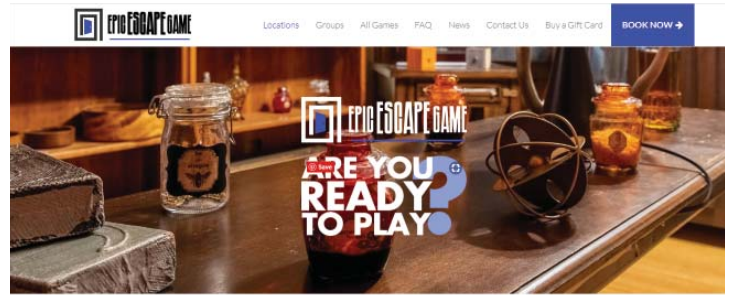 EPIC ESCAPE GAME
Locations
Groups
All Games
FAQ
News
Contact Us
Buy a Gift Card
BOOK NOW →
EPIC ESCAPE GAME
ARE YOU
Save
READY
TO PLAY?